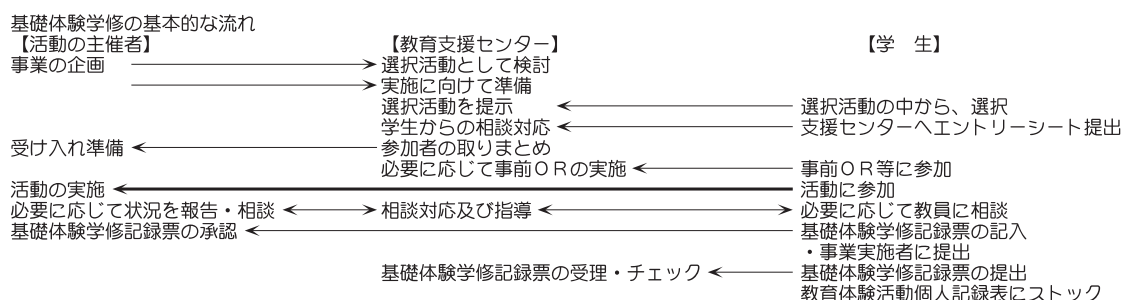 基礎体験学修の基本的な流れ
【活動の主催者】 【教育支援センター】 【学　生】
事業の企画 選択活動として検討
実施に向けて準備
選択活動を提示 選択活動の中から、選択
学生からの相談対応 支援センターへエントリーシート提出
受け入れ準備 参加者の取りまとめ
必要に応じて事前ＯＲの実施 事前ＯＲ等に参加
活動の実施 活動に参加
必要に応じて状況を報告・相談 相談対応及び指導 必要に応じて教員に相談
基礎体験学修記録票の承認 基礎体験学修記録票の記入
・事業実施者に提出
基礎体験学修記録票の受理・チェック 基礎体験学修記録票の提出
教育体験活動個人記録表にストック